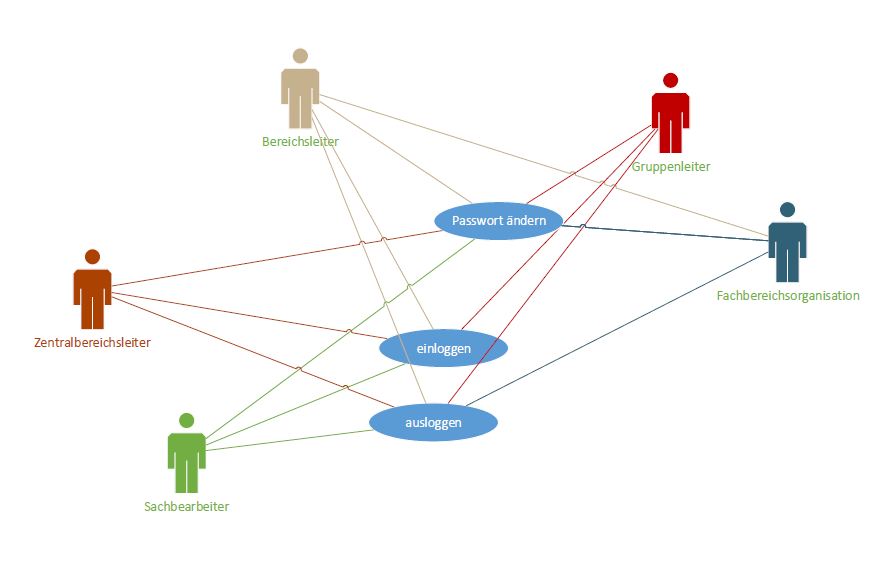 Bereichsleiter
Gruppenleiter
Passwort ändern
Fachbereichsorganisation
Zentralbereichsleiter
einloggen
ausloggen
Sachbearbeiter